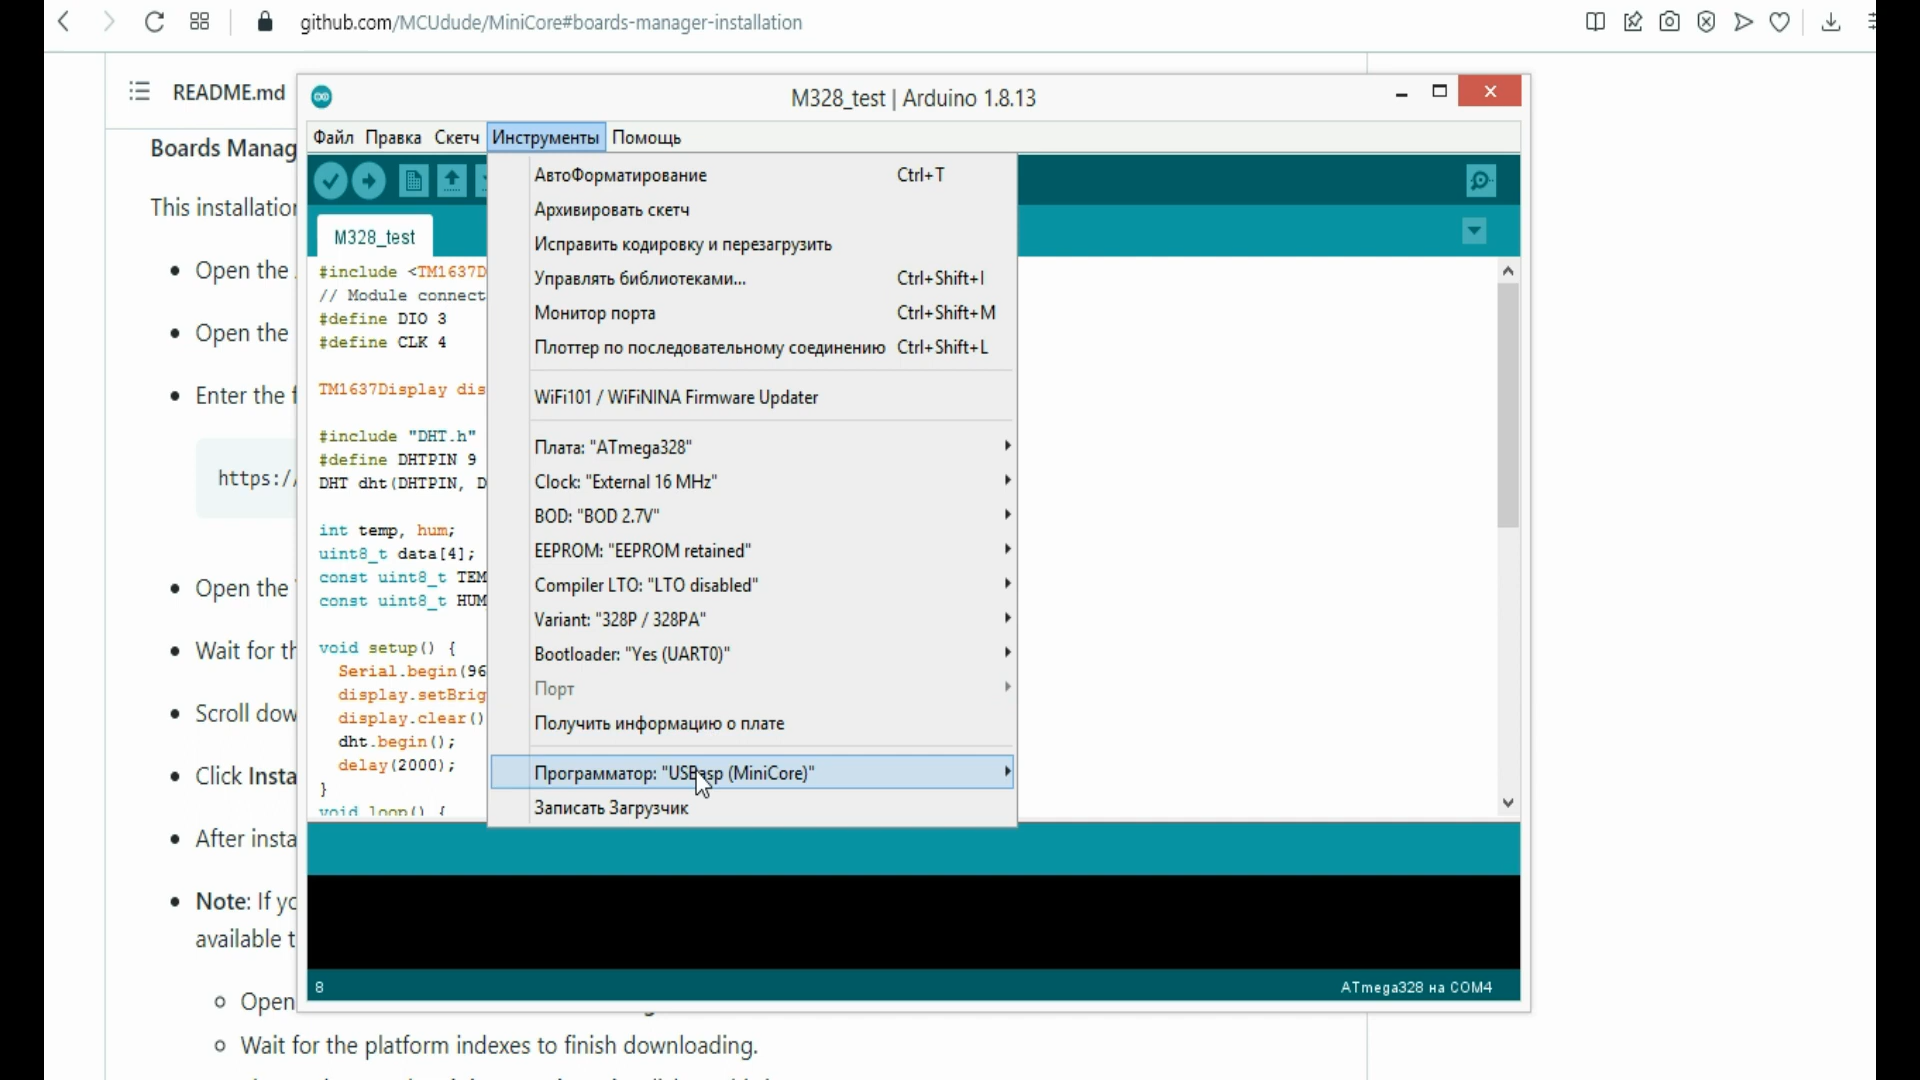 github.com/MCUdude/MiniCore#boards-manager-installation
README.md
M328_test | Arduino 1.8.13
Файл Правка Скетч Инструменты Помощь
Boards Manag
This installation
Open the
Open the
Enter the f
https:/
Open the
Wait for th
Scroll dow
Click Insta
After insta
Note: If yo
available t
Open
Wait for the platform indexes to finish downloading.
M328_test
#include <TM1637D
// Module connect
#define DIO 3
#define CLK 4
TM1637Display dis
#include "DHT.h"
#define DHTPIN 9
DHT dht(DHTPIN, D
int temp, hum;
uint8_t data[4];
const uint8_t TEM
const uint8_t HUM
void setup() {
Serial.begin(96
display.setBrig
display.clear()
dht.begin();
delay(2000);
}
void loop() {
АвтоФорматирование Ctrl+T
Архивировать скетч
Исправить кодировку и перезагрузить
Управлять библиотеками... Ctrl+Shift+I
Монитор порта Ctrl+Shift+M
Плоттер по последовательному соединению Ctrl+Shift+L
WiFi101 / WiFiNINA Firmware Updater
Плата: "ATmega328"
Clock: "External 16 MHz"
BOD: "BOD 2.7V"
EEPROM: "EEPROM retained"
Compiler LTO: "LTO disabled"
Variant: "328P / 328PA"
Bootloader: "Yes (UART0)"
Порт
Получить информацию о плате
Программатор: "USBasp (MiniCore)"
Записать Загрузчик
8
ATmega328 на COM4